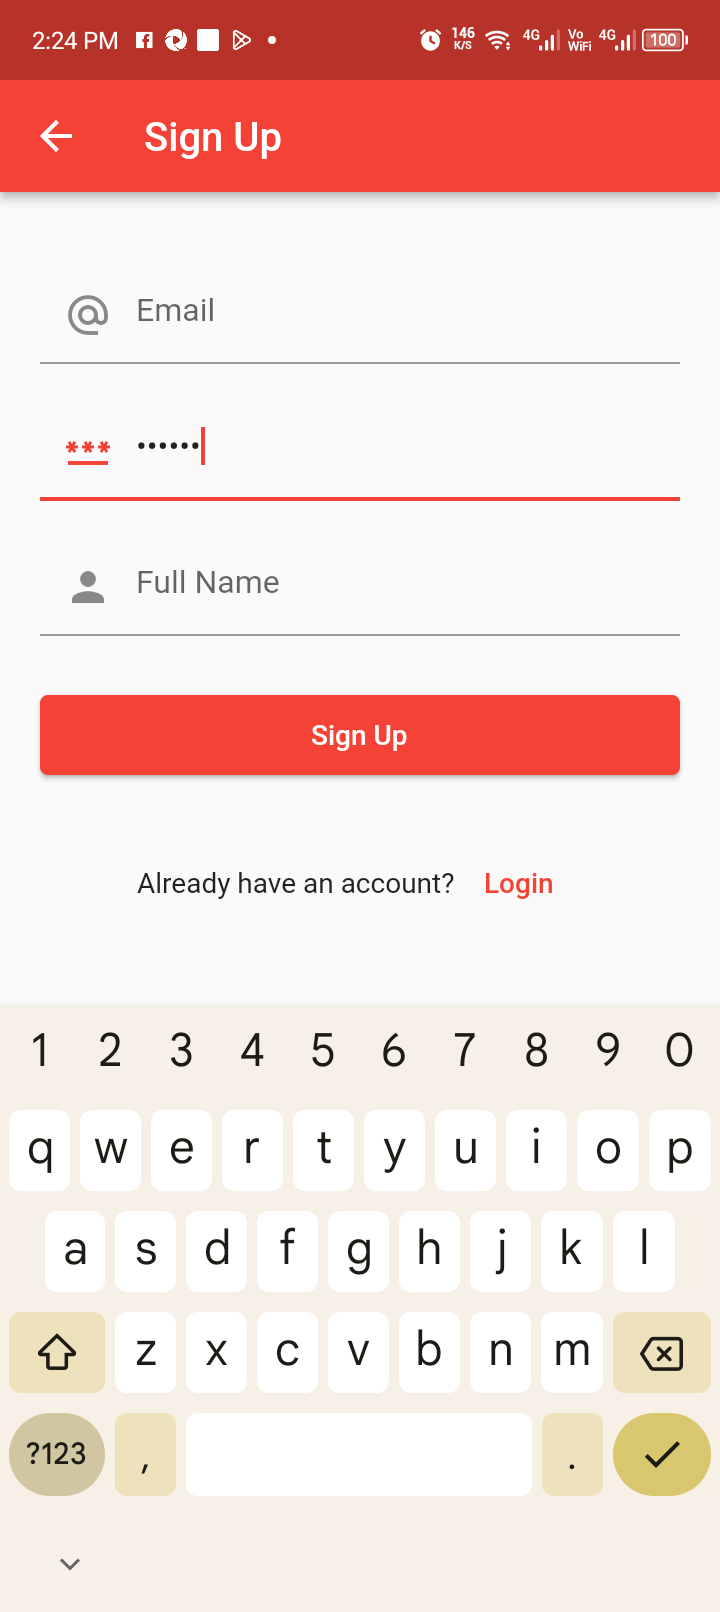 2:24 PM 146 K/S 4G Vo WiFi 4G 100
Sign Up
Email
***
••••••
Full Name
Sign Up
Already have an account? Login
1 2 3 4 5 6 7 8 9 0
q w e r t y u i o p
a s d f g h j k l
z x c v b n m
?123 , .